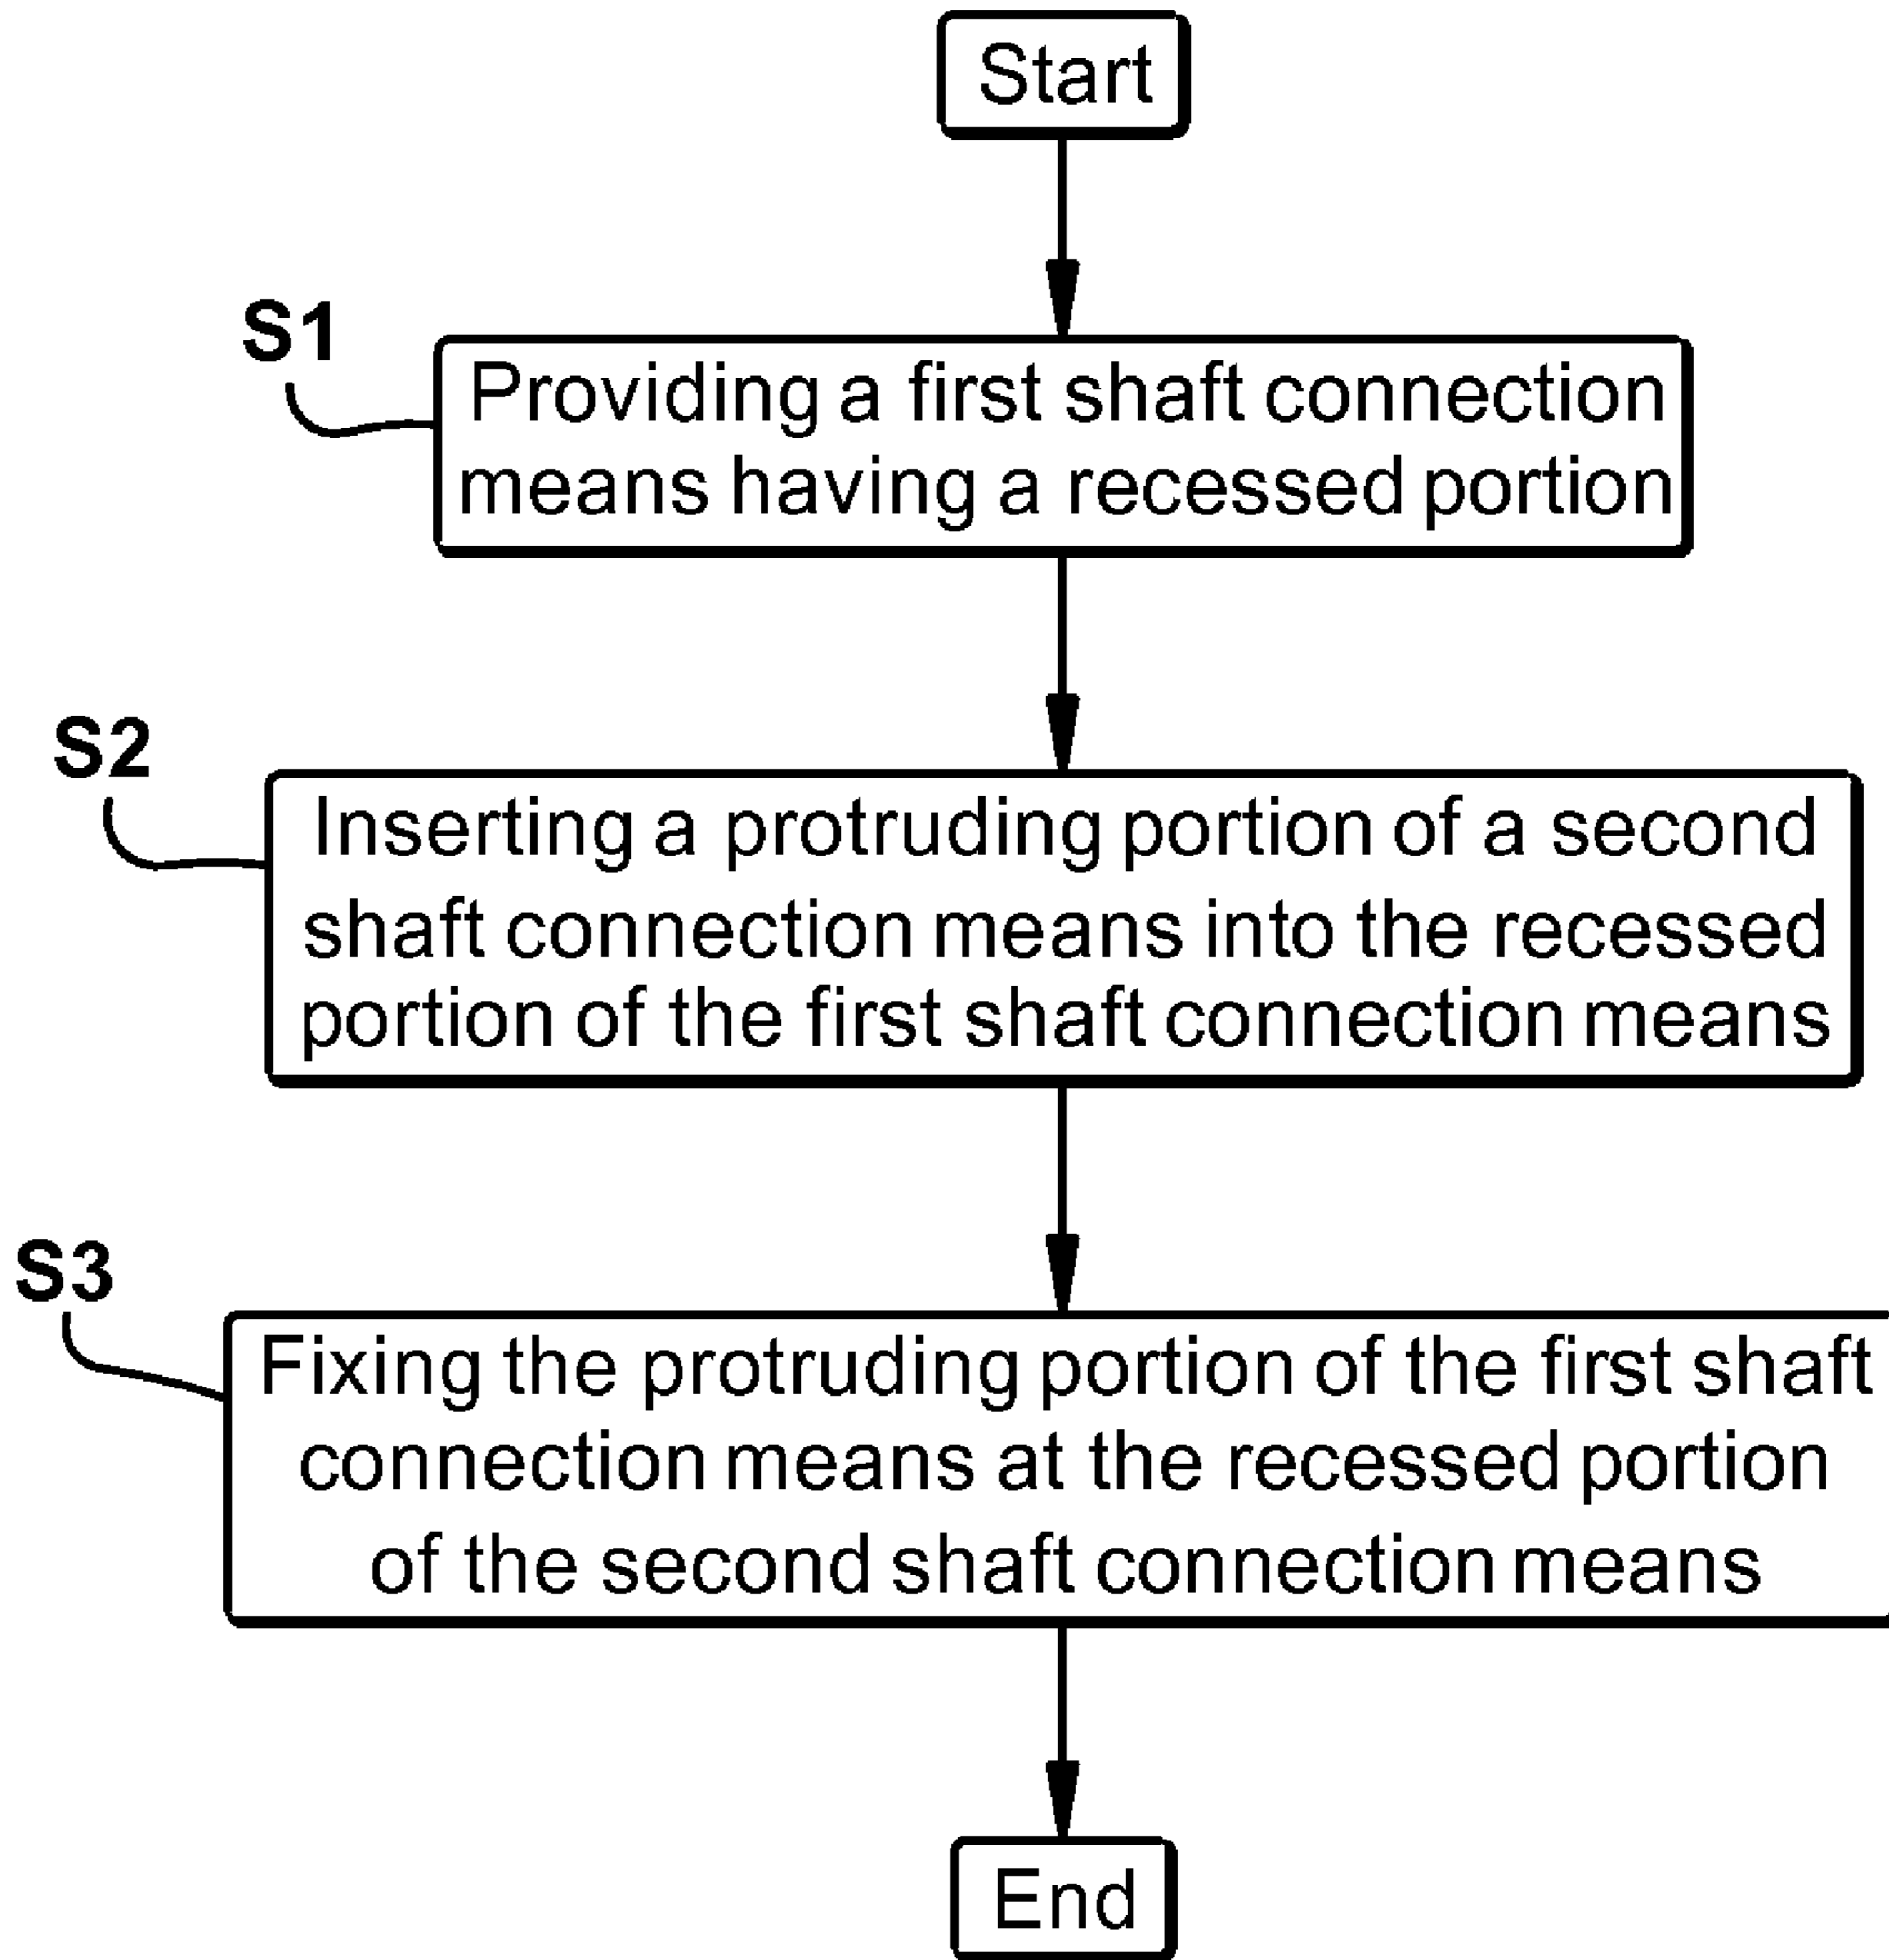 Start
S1
Providing a first shaft connection
means having a recessed portion
S2
Inserting a protruding portion of a second
shaft connection means into the recessed
portion of the first shaft connection means
S3
Fixing the protruding portion of the first shaft
connection means at the recessed portion
of the second shaft connection means
End